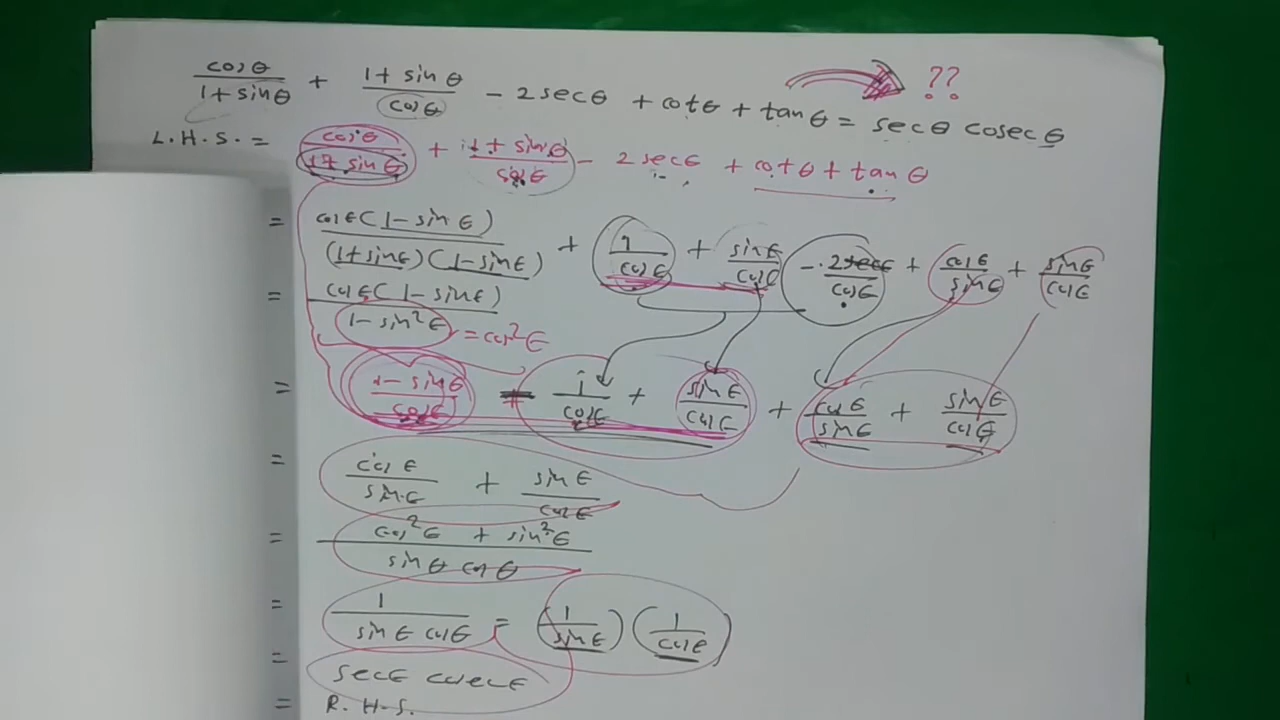 cosθ/(1+sinθ) + (1+sinθ)/cosθ - 2secθ + cotθ + tanθ = secθ cosecθ ??
L.H.S. = cosθ/(1+sinθ) + (1+sinθ)/cosθ - 2secθ + cotθ + tanθ
= cosθ(1-sinθ)/((1+sinθ)(1-sinθ)) + 1/cosθ + sinθ/cosθ - 2/cosθ + cosθ/sinθ + sinθ/cosθ
= cosθ(1-sinθ)/(1-sin²θ) = cos²θ
= (1-sinθ)/cosθ - 1/cosθ + sinθ/cosθ + cosθ/sinθ + sinθ/cosθ
= cosθ/sinθ + sinθ/cosθ
= (cos²θ + sin²θ)/(sinθ cosθ)
= 1/(sinθ cosθ) = (1/sinθ)(1/cosθ)
= secθ cosecθ
= R.H.S.